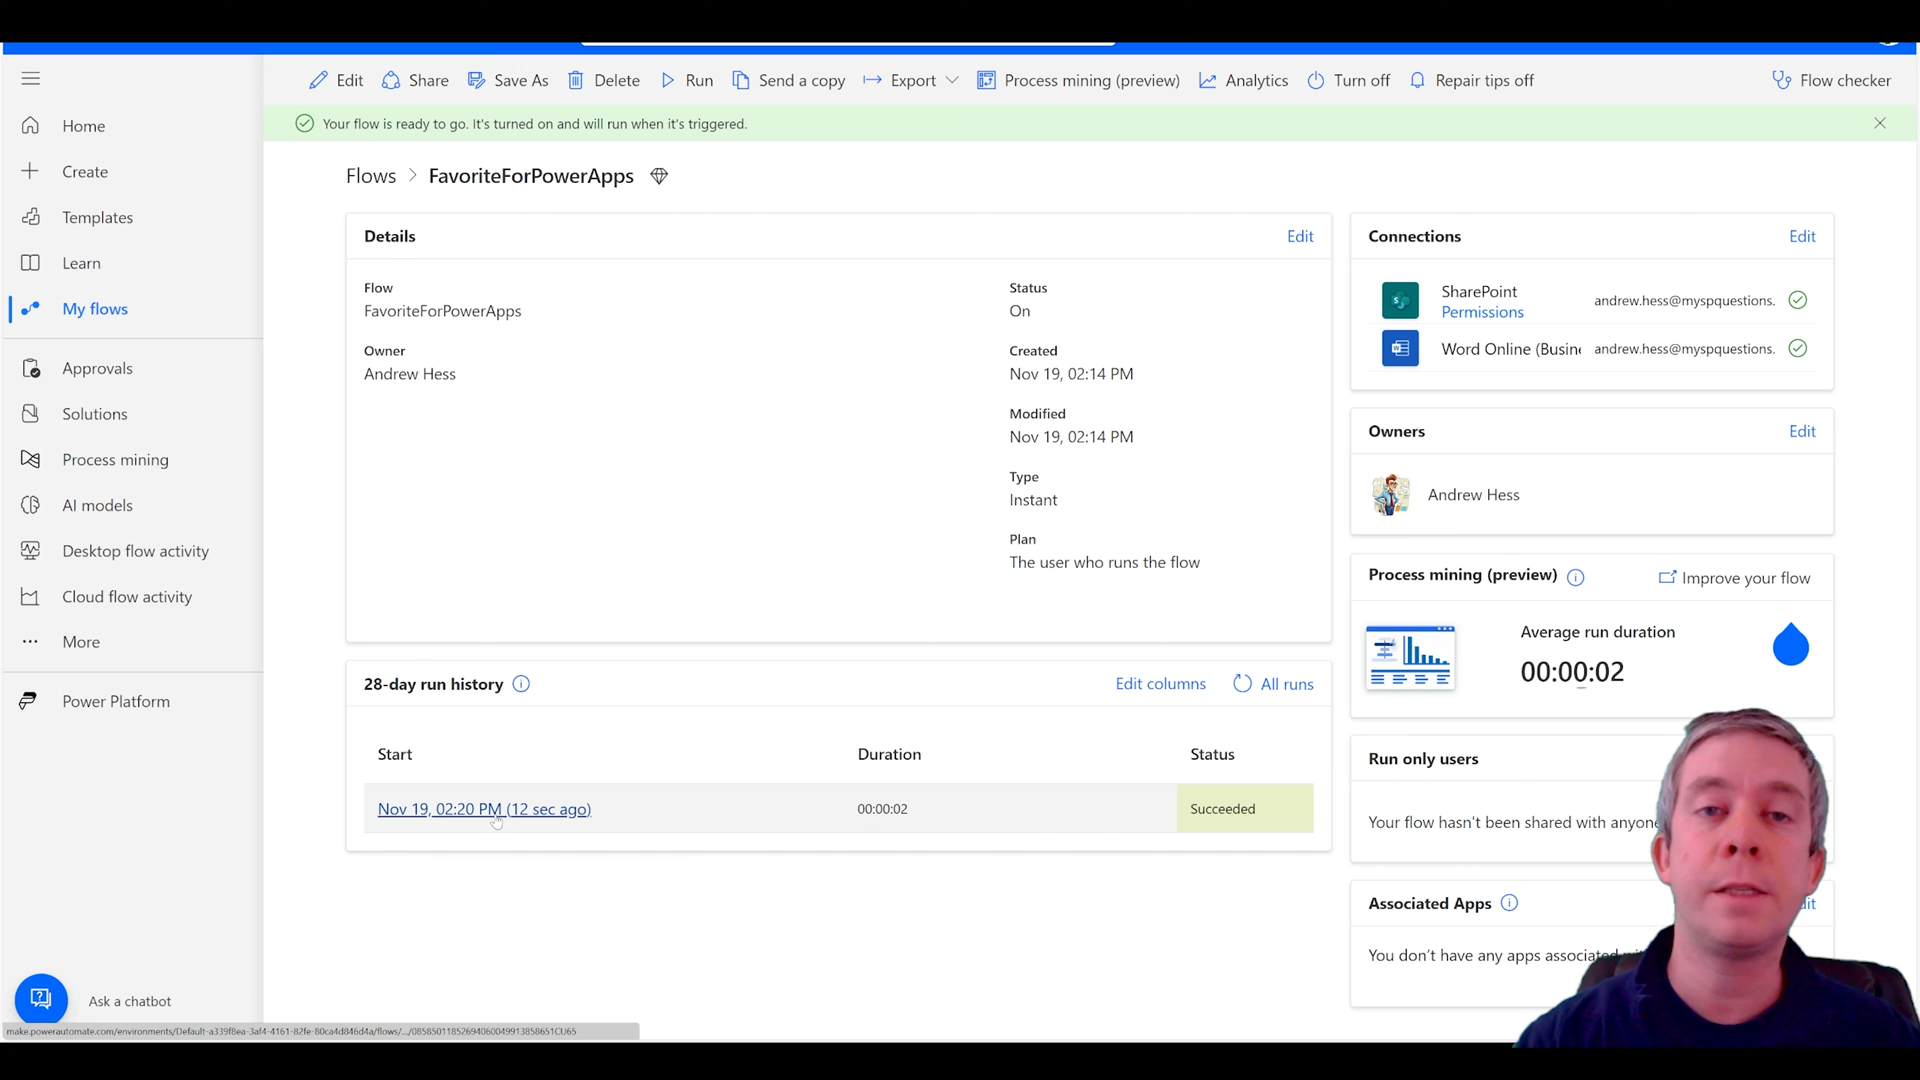 Edit
Share
Save As
Delete
Run
Send a copy
Export
Process mining (preview)
Analytics
Turn off
Repair tips off
Flow checker
Your flow is ready to go. It's turned on and will run when it's triggered.
Home
Create
Templates
Learn
My flows
Approvals
Solutions
Process mining
AI models
Desktop flow activity
Cloud flow activity
More
Power Platform
Ask a chatbot
Flows > FavoriteForPowerApps
Details
Edit
Flow
FavoriteForPowerApps
Owner
Andrew Hess
Status
On
Created
Nov 19, 02:14 PM
Modified
Nov 19, 02:14 PM
Type
Instant
Plan
The user who runs the flow
28-day run history
Edit columns
All runs
Start Duration Status
Nov 19, 02:20 PM (12 sec ago) 00:00:02 Succeeded
Connections
Edit
SharePoint
Permissions
andrew.hess@myspquestions.
Word Online (Busine
andrew.hess@myspquestions.
Owners
Edit
Andrew Hess
Process mining (preview)
Improve your flow
Average run duration
00:00:02
Run only users
Your flow hasn't been shared with anyone
Associated Apps
You don't have any apps associated